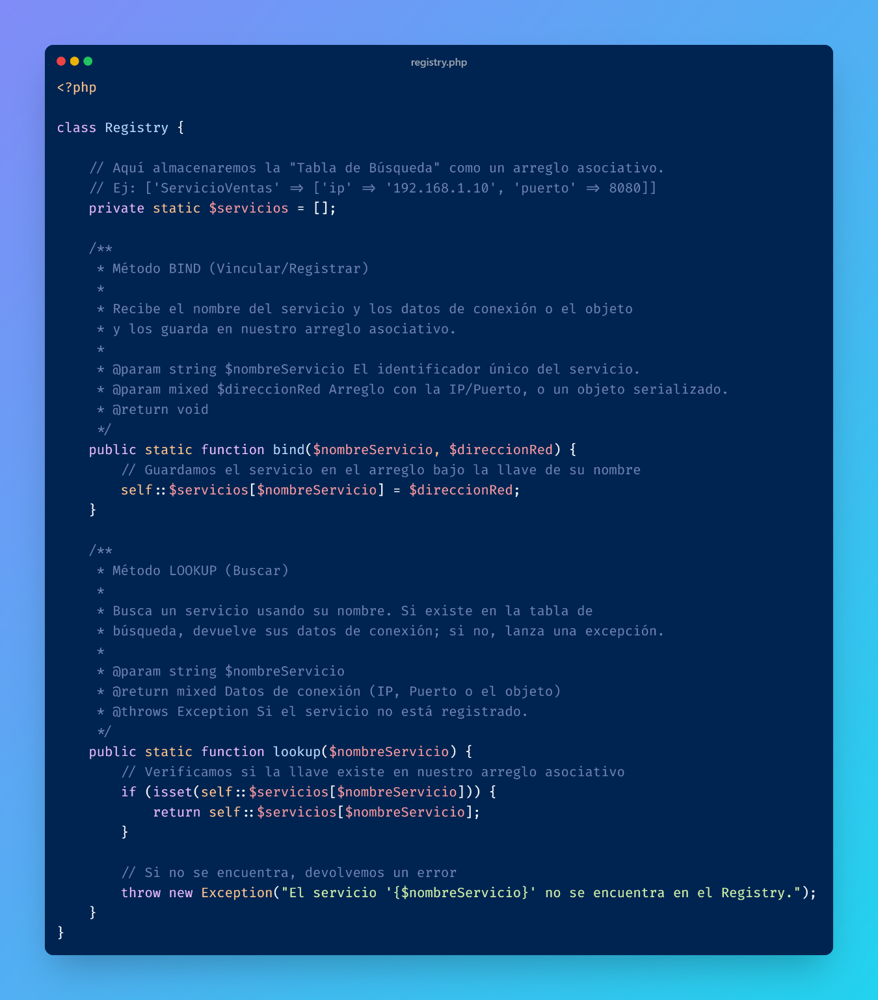 registry.php
<?php
class Registry {
    // Aquí almacenaremos la "Tabla de Búsqueda" como un arreglo asociativo.
    // Ej: ['ServicioVentas' => ['ip' => '192.168.1.10', 'puerto' => 8080]]
    private static $servicios = [];
    /**
     * Método BIND (Vincular/Registrar)
     *
     * Recibe el nombre del servicio y los datos de conexión o el objeto
     * y los guarda en nuestro arreglo asociativo.
     *
     * @param string $nombreServicio El identificador único del servicio.
     * @param mixed $direccionRed Arreglo con la IP/Puerto, o un objeto serializado.
     * @return void
     */
    public static function bind($nombreServicio, $direccionRed) {
        // Guardamos el servicio en el arreglo bajo la llave de su nombre
        self::$servicios[$nombreServicio] = $direccionRed;
    }
    /**
     * Método LOOKUP (Buscar)
     *
     * Busca un servicio usando su nombre. Si existe en la tabla de
     * búsqueda, devuelve sus datos de conexión; si no, lanza una excepción.
     *
     * @param string $nombreServicio
     * @return mixed Datos de conexión (IP, Puerto o el objeto)
     * @throws Exception Si el servicio no está registrado.
     */
    public static function lookup($nombreServicio) {
        // Verificamos si la llave existe en nuestro arreglo asociativo
        if (isset(self::$servicios[$nombreServicio])) {
            return self::$servicios[$nombreServicio];
        }
        // Si no se encuentra, devolvemos un error
        throw new Exception("El servicio '{$nombreServicio}' no se encuentra en el Registry.");
    }
}